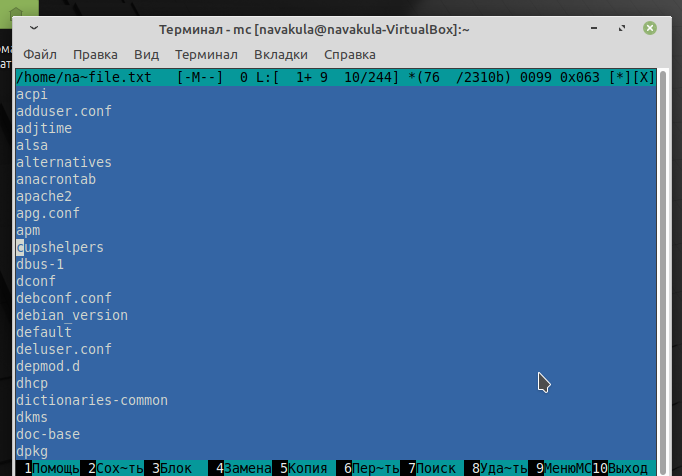 Терминал - mc [navakula@navakula-VirtualBox]:~
Файл Правка Вид Терминал Вкладки Справка
/home/na~file.txt [-M--] 0 L:[ 1+ 9 10/244] *(76 /2310b) 0099 0x063 [*][X]
acpi
adduser.conf
adjtime
alsa
alternatives
anacrontab
apache2
apg.conf
apm
cupshelpers
dbus-1
dconf
debconf.conf
debian_version
default
deluser.conf
depmod.d
dhcp
dictionaries-common
dkms
doc-base
dpkg
1Помощь 2Сох~ть 3Блок 4Замена 5Копия 6Пер~ть 7Поиск 8Уда~ть 9МенюMC 10Выход